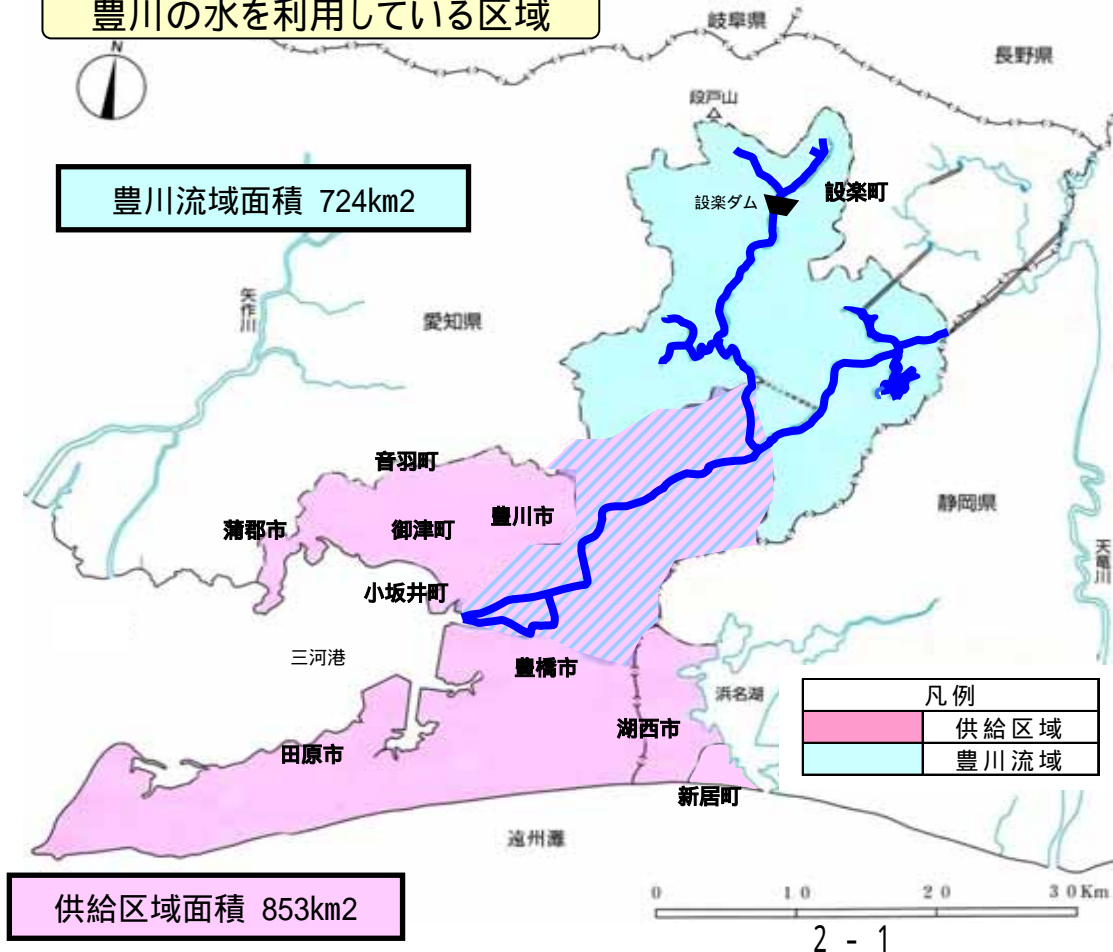 豊川の水を利用している区域
岐阜県
N
長野県
段戸山
豊川流域面積 724km2
設楽町
設楽ダム
矢作川
愛知県
音羽町
静岡県
豊川市
蒲郡市
御津町
天竜川
小坂井町
三河港
豊橋市
浜名湖
凡例
供給区域
豊川流域
湖西市
田原市
新居町
遠州灘
供給区域面積 853km2
0 10 20 30Km
2 - 1